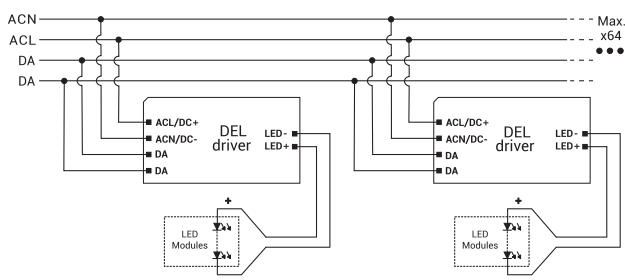 ACN
ACL
DA
DA
Max.
x64
ACL/DC+
ACN/DC-
DA
DA
DEL
driver
LED-
LED+
+
LED
Modules
ACL/DC+
ACN/DC-
DA
DA
DEL
driver
LED-
LED+
+
LED
Modules